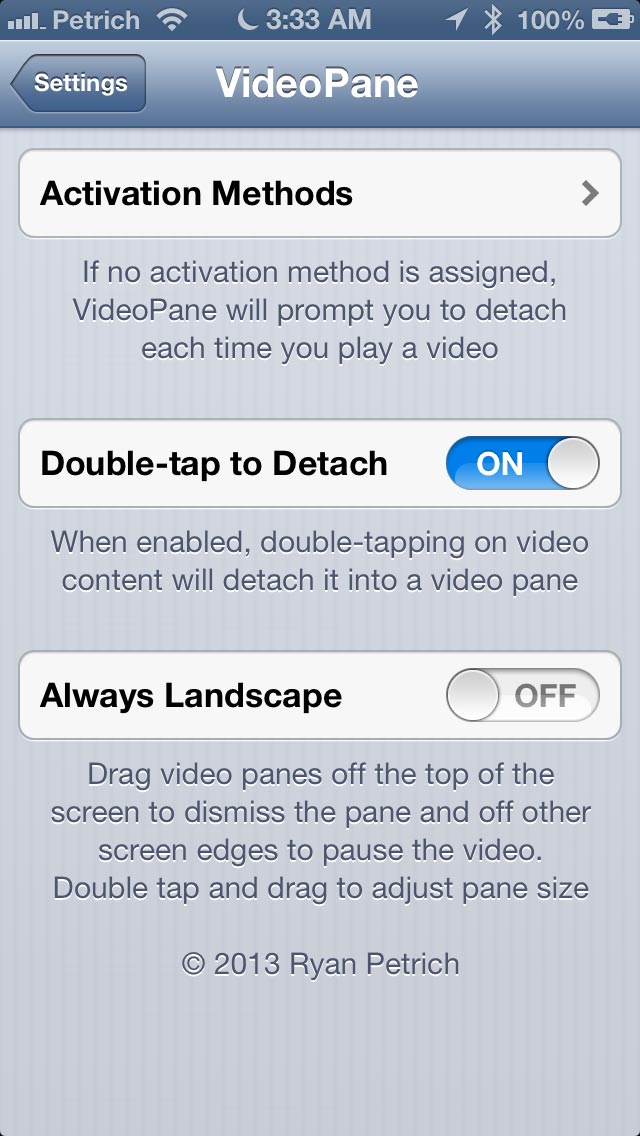 Petrich 3:33 AM 100%
Settings VideoPane
Activation Methods
If no activation method is assigned,
VideoPane will prompt you to detach
each time you play a video
Double-tap to Detach ON
When enabled, double-tapping on video
content will detach it into a video pane
Always Landscape OFF
Drag video panes off the top of the
screen to dismiss the pane and off other
screen edges to pause the video.
Double tap and drag to adjust pane size
© 2013 Ryan Petrich